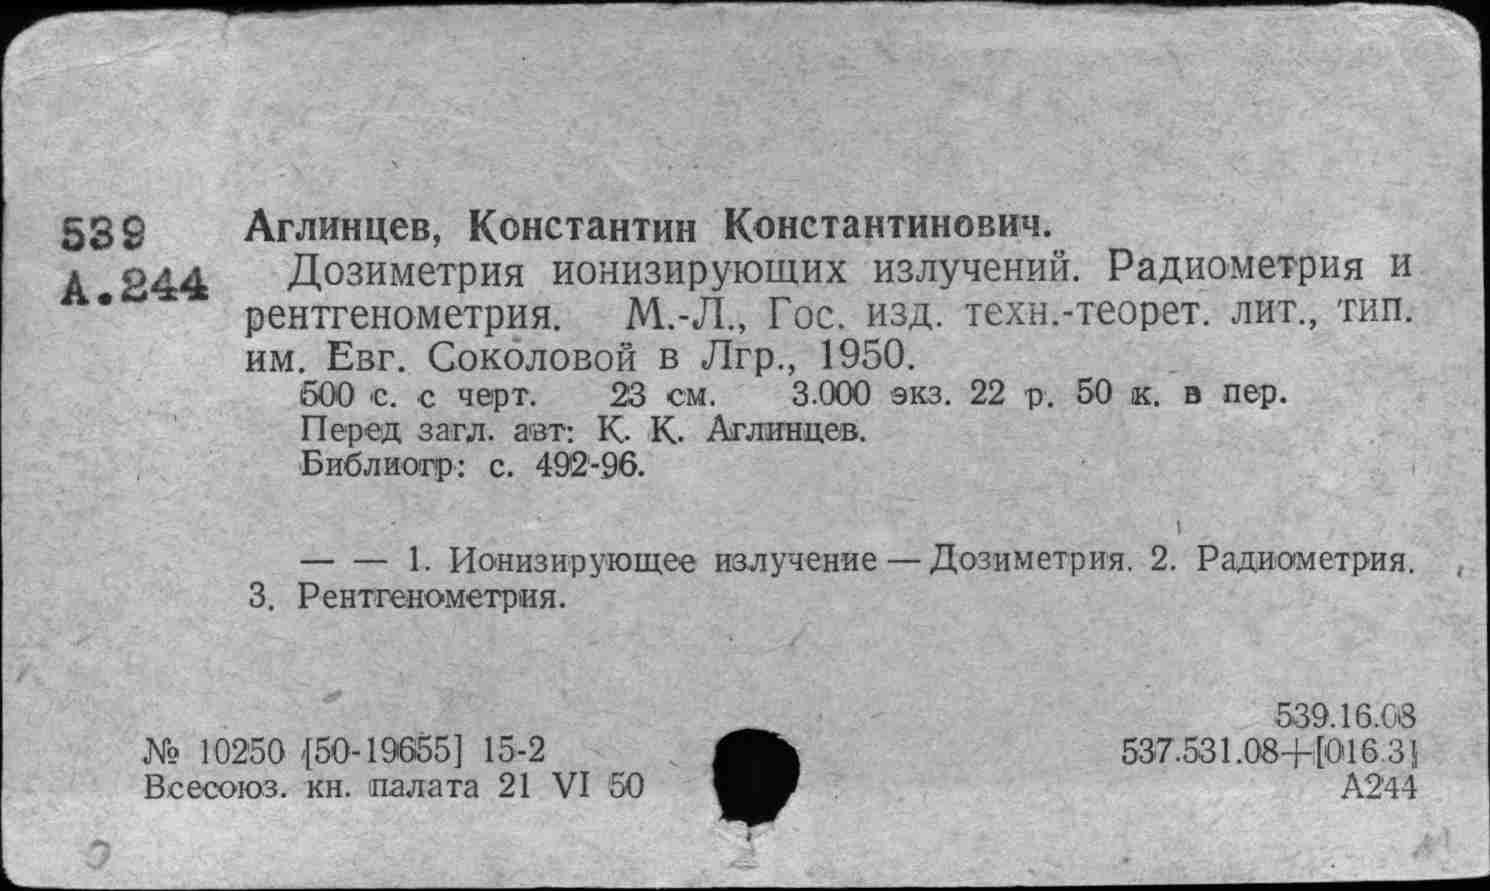 539 Аглинцев, Константин Константинович.
А.244 Дозиметрия ионизирующих излучений. Радиометрия и
рентгенометрия. М.-Л., Гос. изд. техн.-теорет. лит., тип.
им. Евг. Соколовой в Лгр., 1950.
500 с. с черт. 23 см. 3.000 экз. 22 р. 50 к. в пер.
Перед загл. авт: К. К. Аглинцев.
Библиогр: с. 492-96.
— — 1. Ионизирующее излучение — Дозиметрия. 2. Радиометрия.
3. Рентгенометрия.
539.16.08
№ 10250 [50-19655] 15-2 537.531.08+[016.3]
Всесоюз. кн. палата 21 VI 50 А244